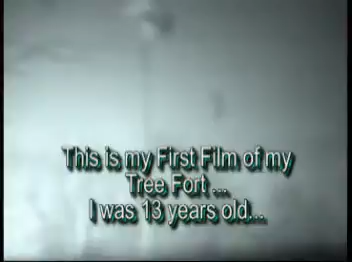 This is my First Film of my
Tree Fort ...
I was 13 years old...